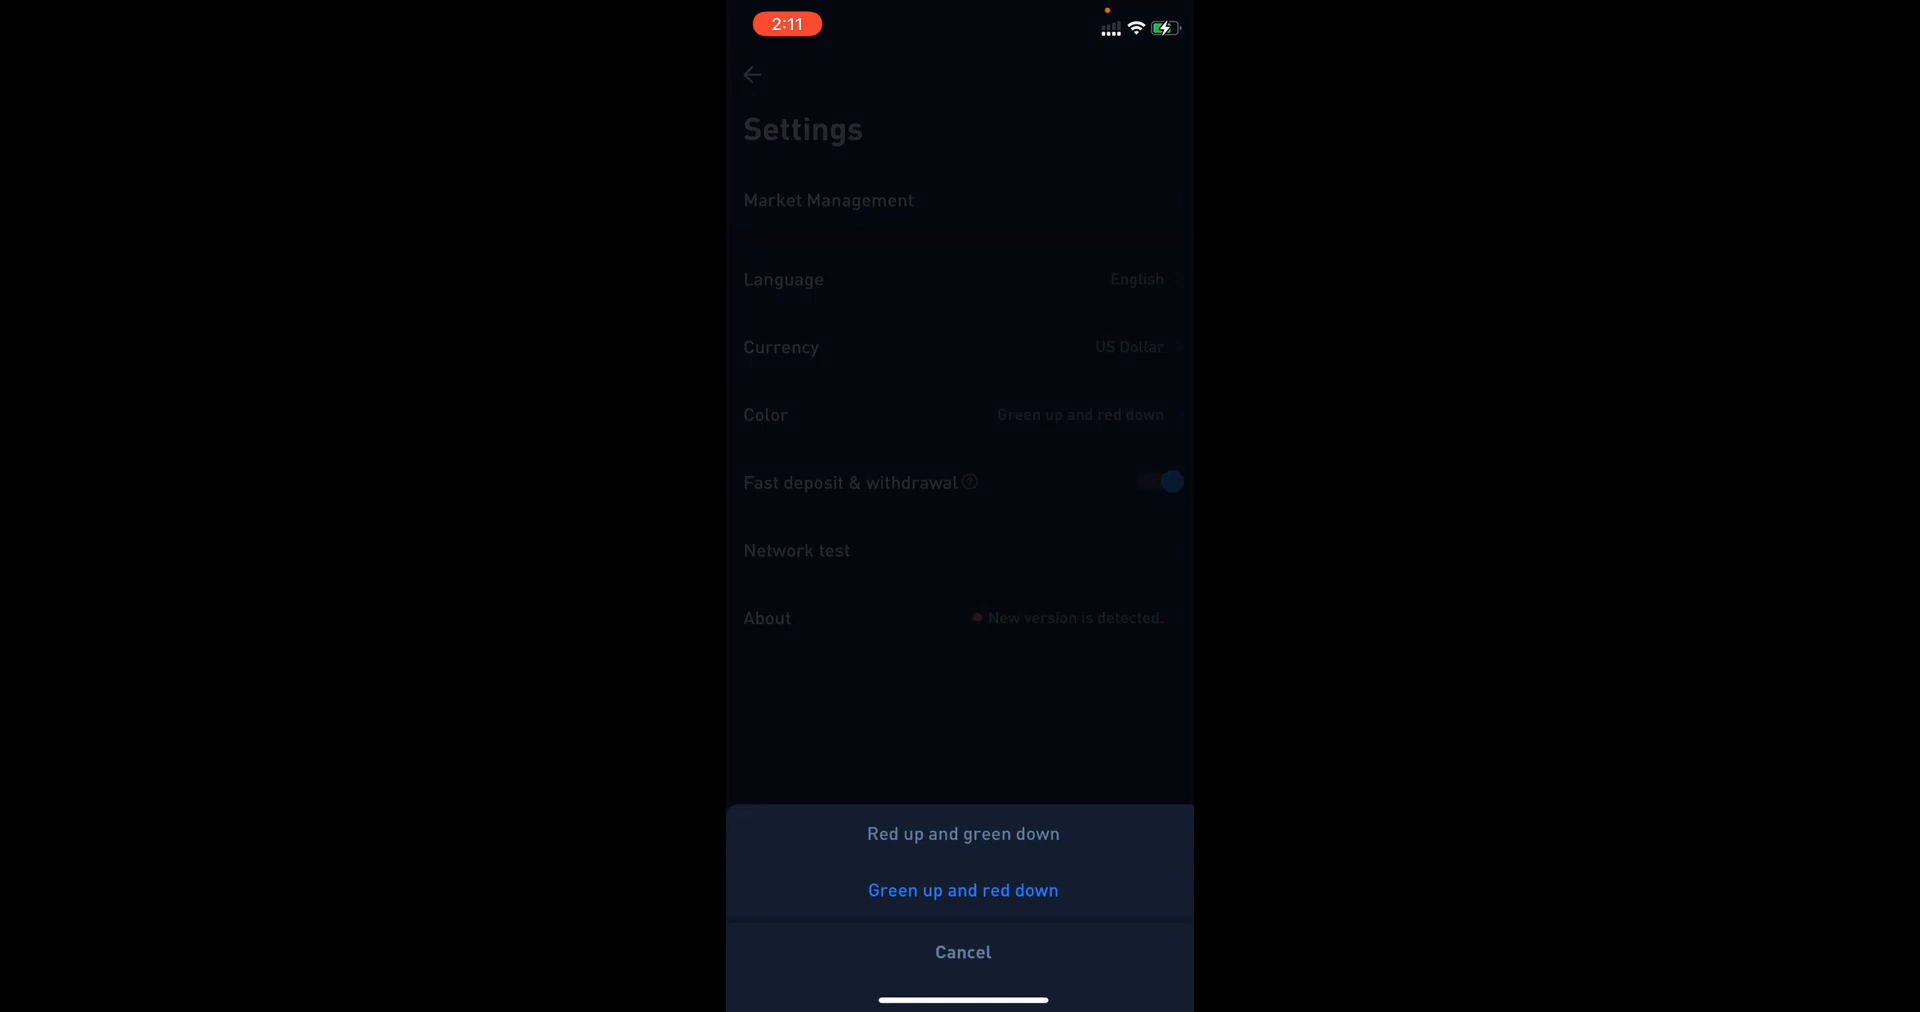 2:11
Settings
Market Management
Language English
Currency US Dollar
Color Green up and red down
Fast deposit & withdrawal
Network test
About New version is detected.
Red up and green down
Green up and red down
Cancel